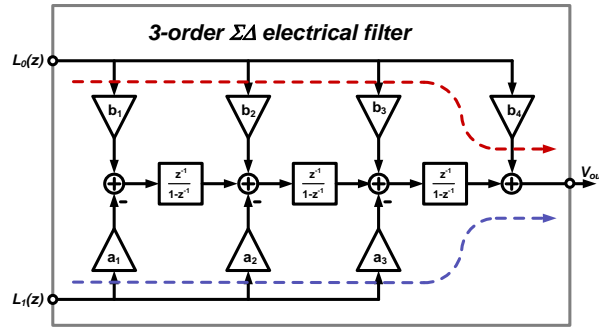 3-order ΣΔ electrical filter
L0(z)
b1
b2
b3
b4
z-1
1-z-1
z-1
1-z-1
z-1
1-z-1
Vou
-
-
-
a1
a2
a3
L1(z)